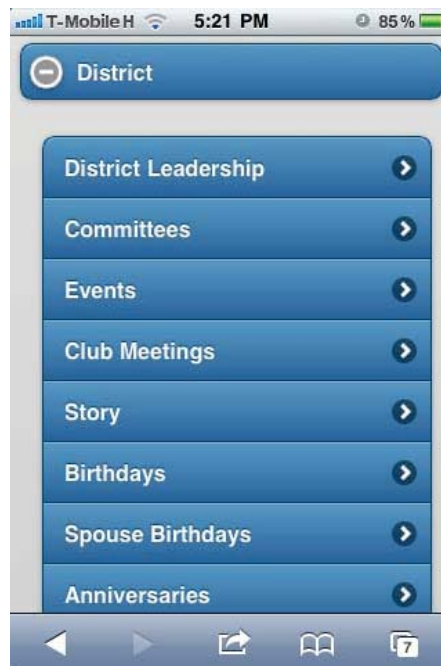 T-Mobile H 5:21 PM 85%
District
District Leadership
Committees
Events
Club Meetings
Story
Birthdays
Spouse Birthdays
Anniversaries
7